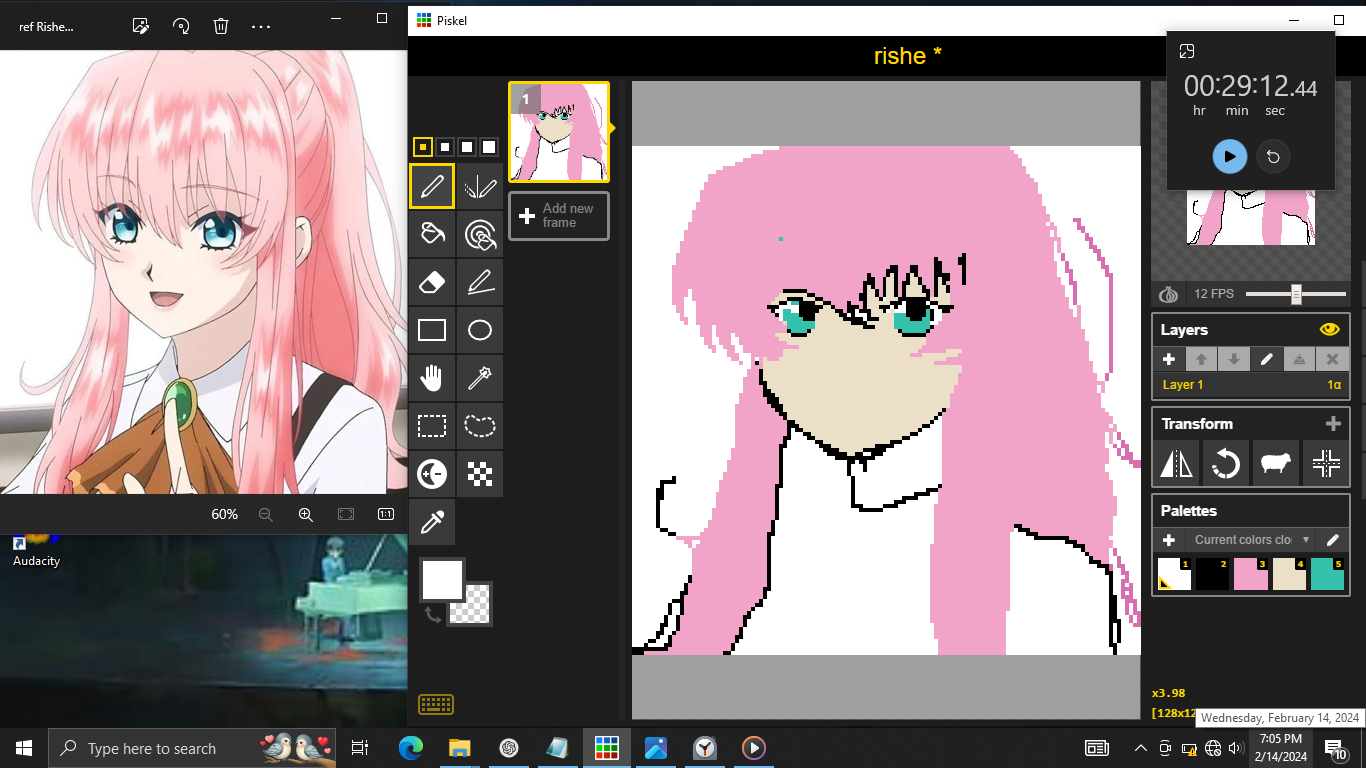 ref Rishe...
Piskel
rishe *
00:29:12.44
hr min sec
1
Add new
frame
12 FPS
Layers
Layer 1 1α
Transform
Palettes
Current colors clo
1 2 3 4 5
60%
1:1
Audacity
x3.98
[128x12
Wednesday, February 14, 2024
Type here to search
7:05 PM
2/14/2024
10